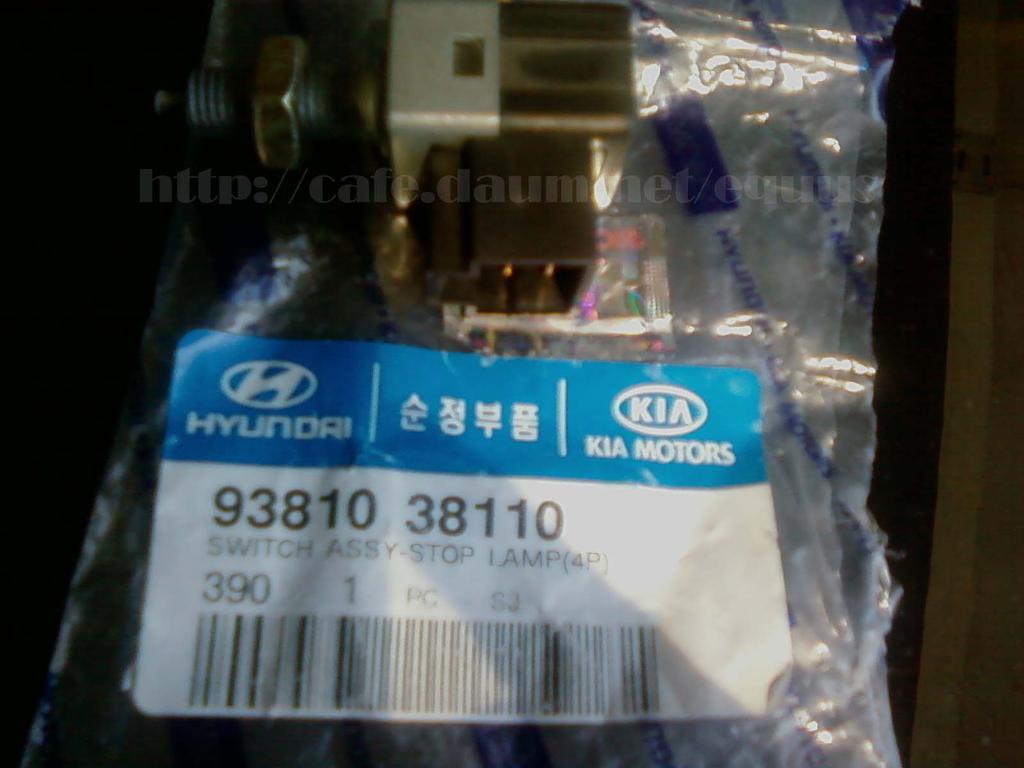 http://cafe.daum.net/equus
HYUNDAI
순정부품
KIA
KIA MOTORS
93810 38110
SWITCH ASSY-STOP LAMP(4P)
390 1 PC SJ